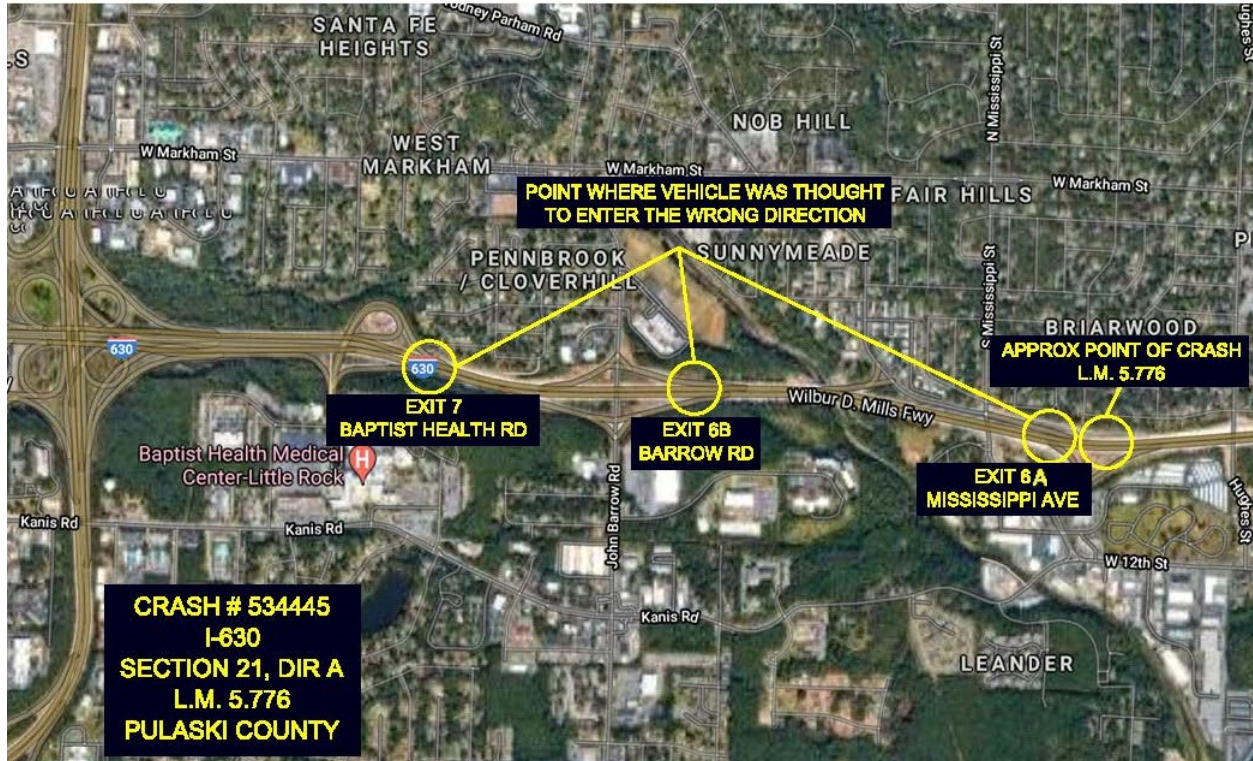 Rodney Parham Rd
SANTA FE
HEIGHTS
N Mississippi St
NOB HILL
W Markham St
WEST
MARKHAM
W Markham St
W Markham St
POINT WHERE VEHICLE WAS THOUGHT
TO ENTER THE WRONG DIRECTION
FAIR HILLS
PENNBROOK
/ CLOVERHILL
SUNNYMEADE
S Mississippi St
BRIARWOOD
APPROX POINT OF CRASH
L.M. 5.776
630
630
EXIT 7
BAPTIST HEALTH RD
Wilbur D. Mills Fwy
EXIT 6B
BARROW RD
Baptist Health Medical
Center-Little Rock
H
EXIT 6A
MISSISSIPPI AVE
Hughes St
Kanis Rd
Kanis Rd
John Barrow Rd
W 12th St
Kanis Rd
CRASH # 534445
I-630
SECTION 21, DIR A
L.M. 5.776
PULASKI COUNTY
LEANDER